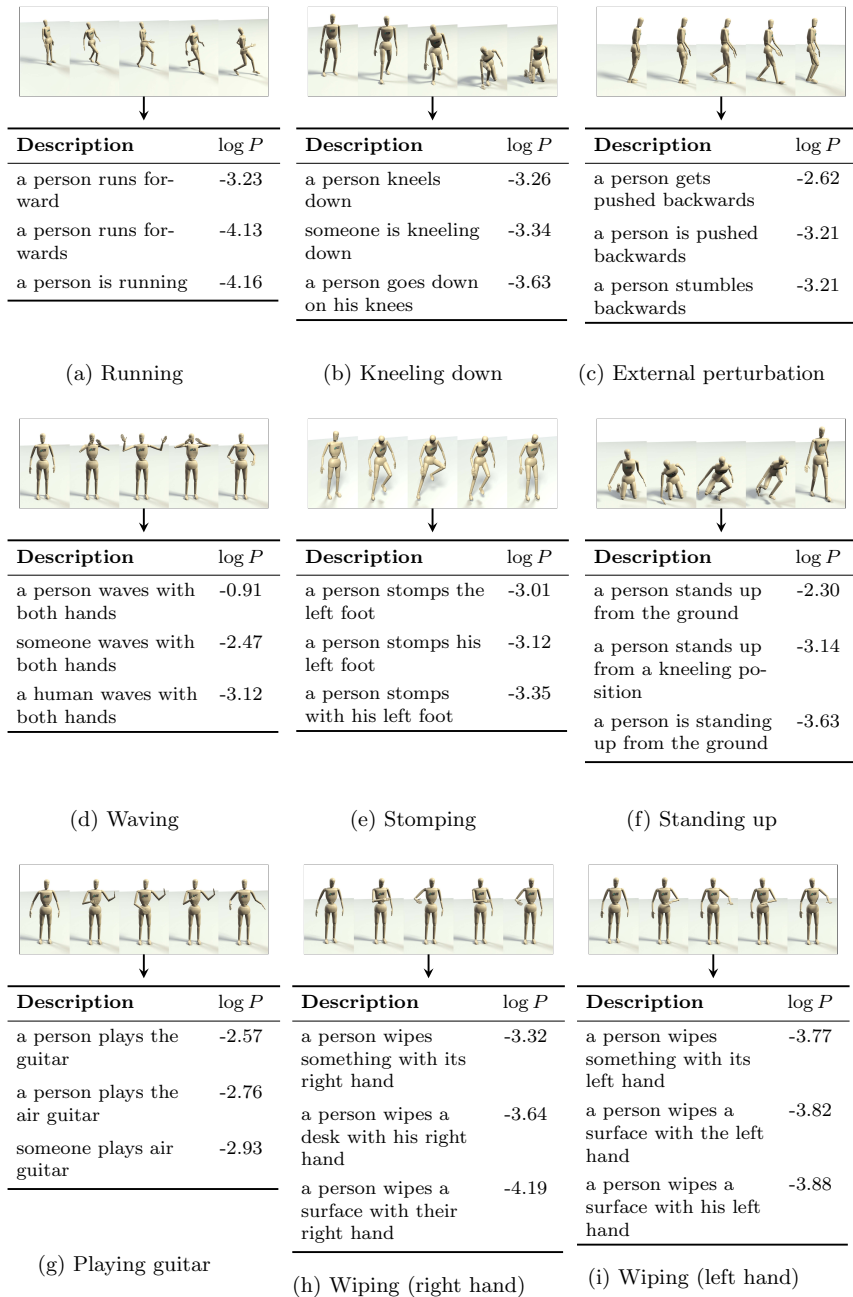 Description log P
a person runs for-
ward -3.23
a person runs for-
wards -4.13
a person is running -4.16
(a) Running
Description log P
a person kneels
down -3.26
someone is kneeling
down -3.34
a person goes down
on his knees -3.63
(b) Kneeling down
Description log P
a person gets
pushed backwards -2.62
a person is pushed
backwards -3.21
a person stumbles
backwards -3.21
(c) External perturbation
Description log P
a person waves with
both hands -0.91
someone waves with
both hands -2.47
a human waves with
both hands -3.12
(d) Waving
Description log P
a person stomps the
left foot -3.01
a person stomps his
left foot -3.12
a person stomps
with his left foot -3.35
(e) Stomping
Description log P
a person stands up
from the ground -2.30
a person stands up
from a kneeling po-
sition -3.14
a person is standing
up from the ground -3.63
(f) Standing up
Description log P
a person plays the
guitar -2.57
a person plays the
air guitar -2.76
someone plays air
guitar -2.93
(g) Playing guitar
Description log P
a person wipes
something with its
right hand -3.32
a person wipes a
desk with his right
hand -3.64
a person wipes a
surface with their
right hand -4.19
(h) Wiping (right hand)
Description log P
a person wipes
something with its
left hand -3.77
a person wipes a
surface with the left
hand -3.82
a person wipes a
surface with his left
hand -3.88
(i) Wiping (left hand)